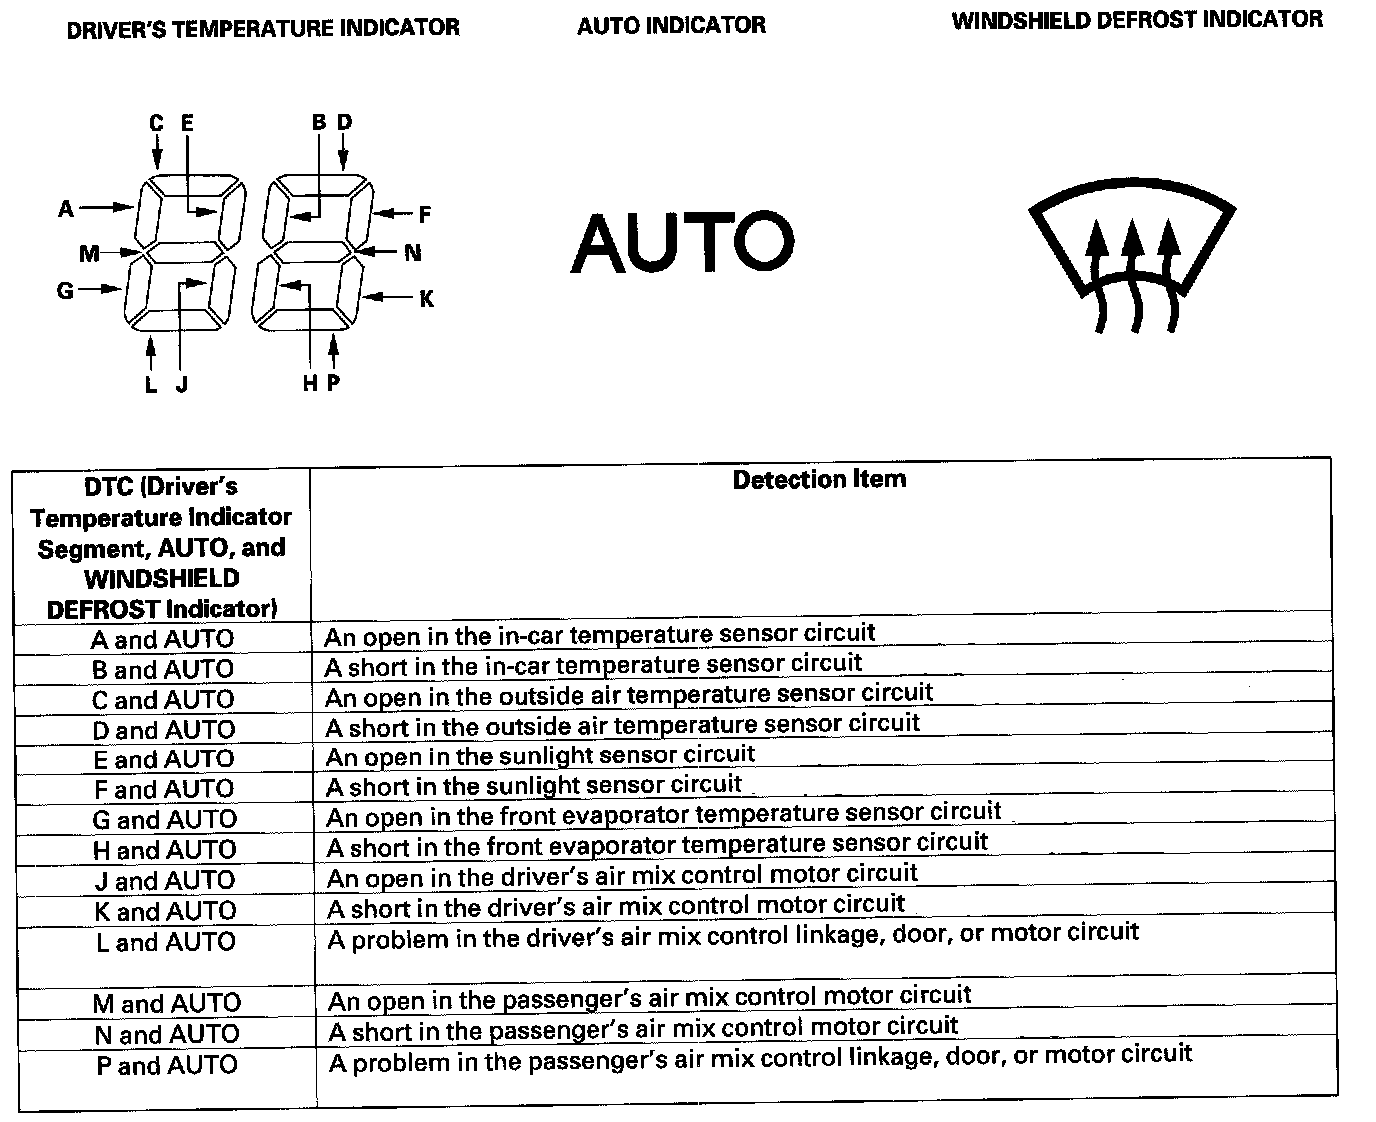 DRIVER'S TEMPERATURE INDICATOR
AUTO INDICATOR
WINDSHIELD DEFROST INDICATOR
C E B D
A
F
M
N
G
K
L J H P
AUTO
DTC (Driver's
Temperature Indicator
Segment, AUTO, and
WINDSHIELD
DEFROST Indicator)
Detection Item
A and AUTO An open in the in-car temperature sensor circuit
B and AUTO A short in the in-car temperature sensor circuit
C and AUTO An open in the outside air temperature sensor circuit
D and AUTO A short in the outside air temperature sensor circuit
E and AUTO An open in the sunlight sensor circuit
F and AUTO A short in the sunlight sensor circuit
G and AUTO An open in the front evaporator temperature sensor circuit
H and AUTO A short in the front evaporator temperature sensor circuit
J and AUTO An open in the driver's air mix control motor circuit
K and AUTO A short in the driver's air mix control motor circuit
L and AUTO A problem in the driver's air mix control linkage, door, or motor circuit
M and AUTO An open in the passenger's air mix control motor circuit
N and AUTO A short in the passenger's air mix control motor circuit
P and AUTO A problem in the passenger's air mix control linkage, door, or motor circuit